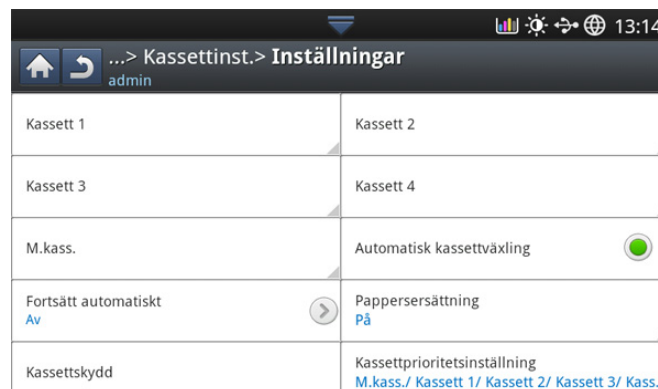 13:14
...> Kassettinst.> Inställningar
admin
Kassett 1
Kassett 2
Kassett 3
Kassett 4
M.kass.
Automatisk kassettväxling
Fortsätt automatiskt
Av
Pappersersättning
På
Kassettskydd
Kassettprioritetsinställning
M.kass./ Kassett 1/ Kassett 2/ Kassett 3/ Kass.